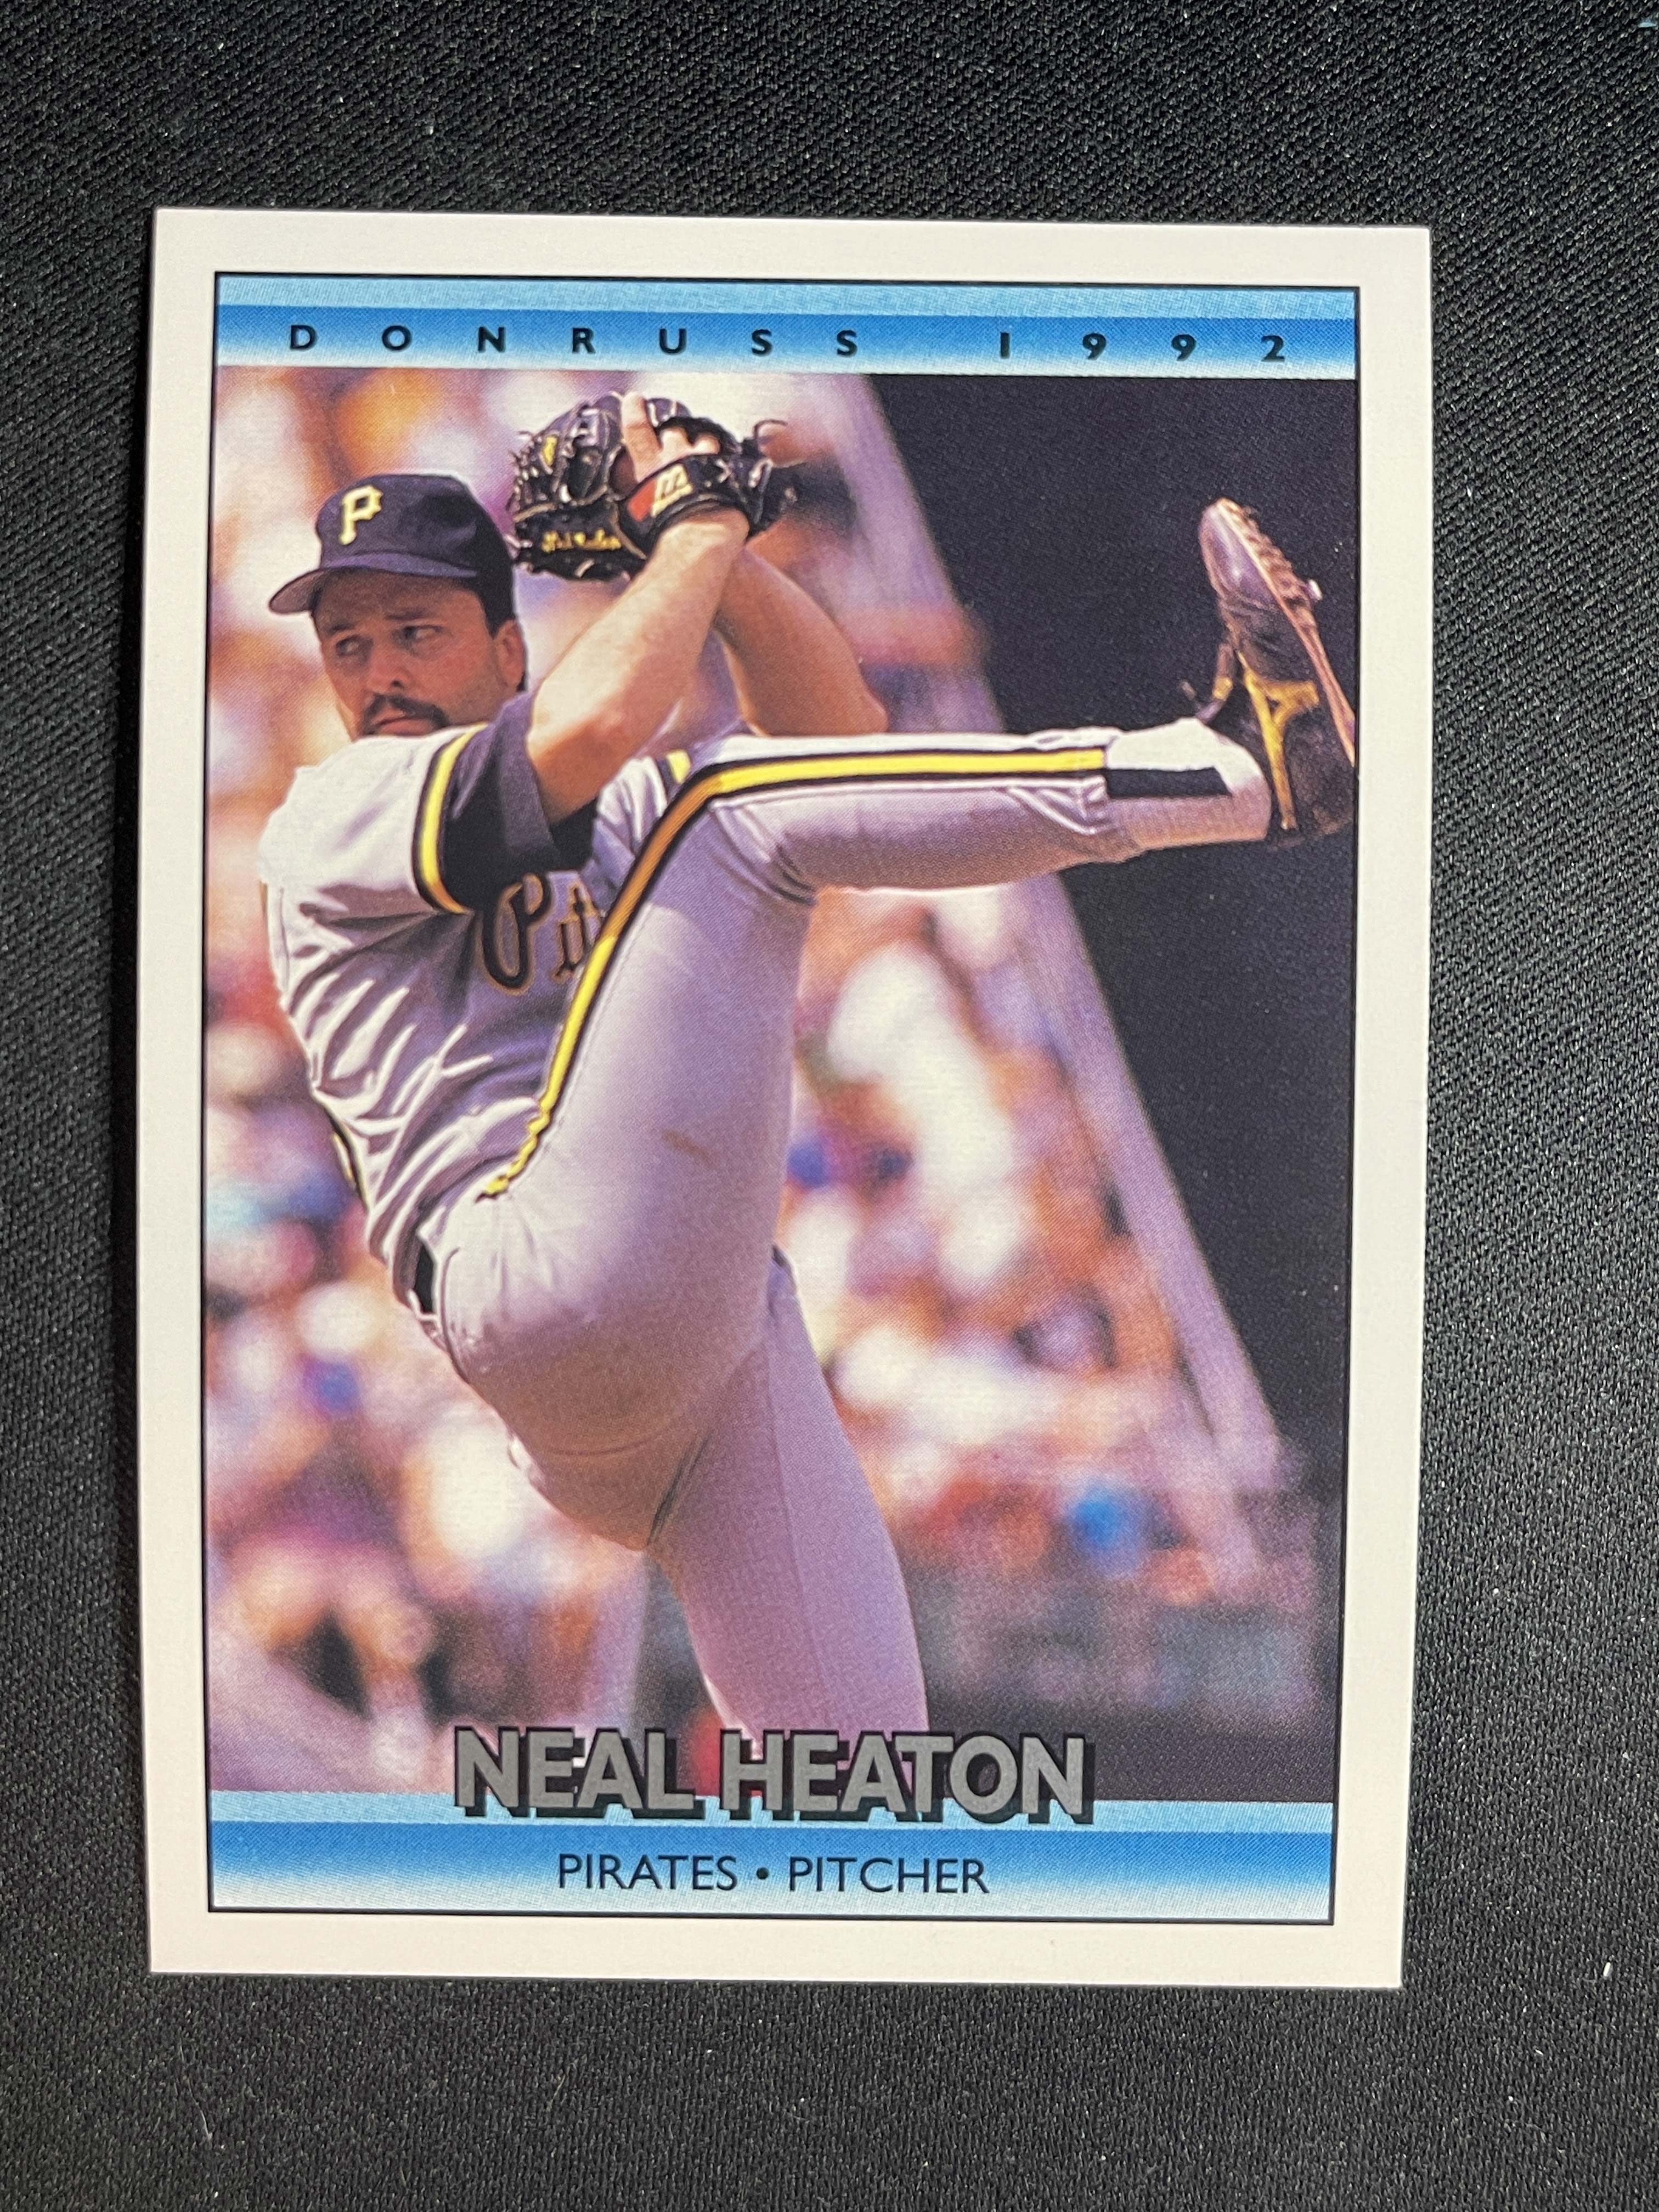 DONRUSS 1992
P
NEAL HEATON
PIRATES • PITCHER